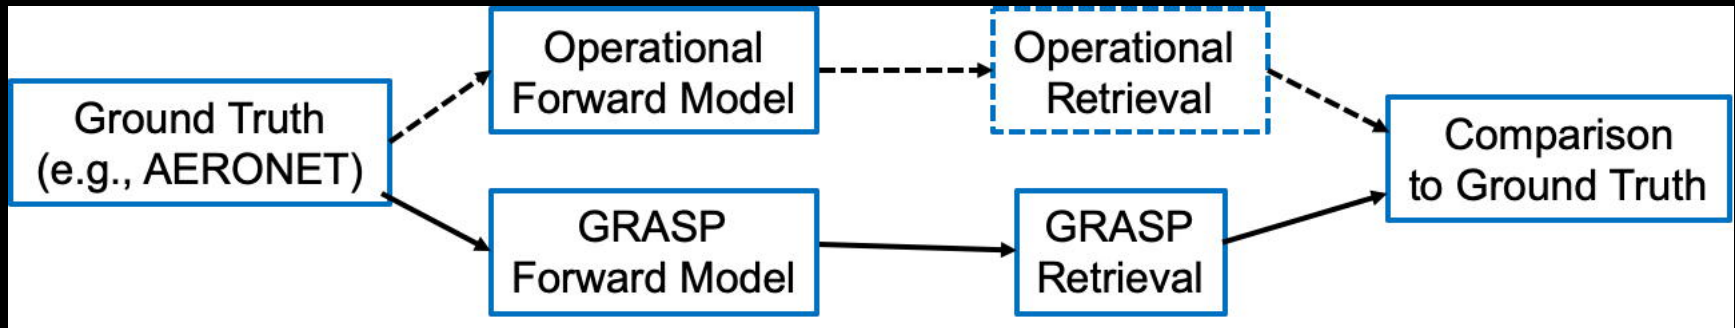 Ground Truth
(e.g., AERONET)
Operational
Forward Model
Operational
Retrieval
GRASP
Forward Model
GRASP
Retrieval
Comparison
to Ground Truth